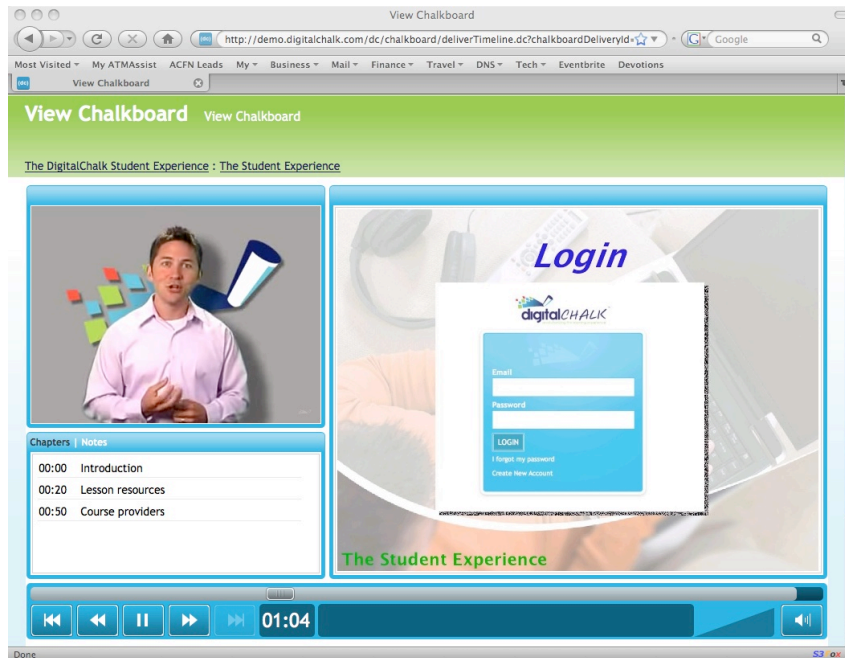 View Chalkboard
http://demo.digitalchalk.com/dc/chalkboard/deliverTimeline.dc?chalkboardDeliveryId=
Google
Most Visited My ATMAssist ACFN Leads My Business Mail Finance Travel DNS Tech Eventbrite Devotions
View Chalkboard
View Chalkboard View Chalkboard
The DigitalChalk Student Experience : The Student Experience
Login
digitalCHALK
Email
Password
LOGIN
I forgot my password
Create New Account
Chapters | Notes
00:00 Introduction
00:20 Lesson resources
00:50 Course providers
The Student Experience
01:04
Done